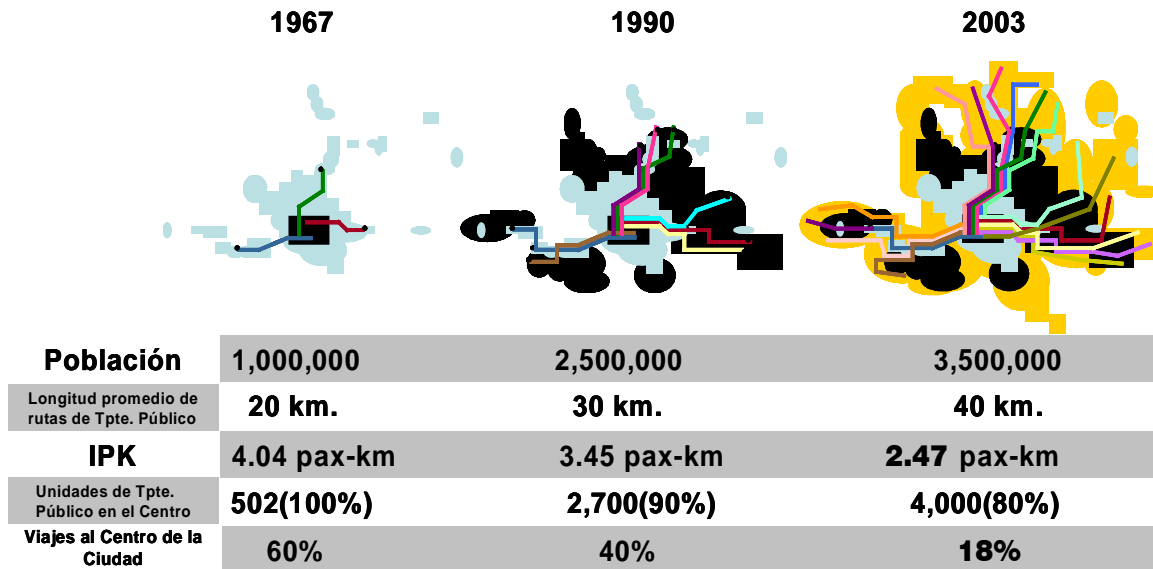 1967 1990 2003
Población 1,000,000 2,500,000 3,500,000
Longitud promedio de
rutas de Tpte. Público 20 km. 30 km. 40 km.
IPK 4.04 pax-km 3.45 pax-km 2.47 pax-km
Unidades de Tpte.
Público en el Centro 502(100%) 2,700(90%) 4,000(80%)
Viajes al Centro de la
Ciudad 60% 40% 18%